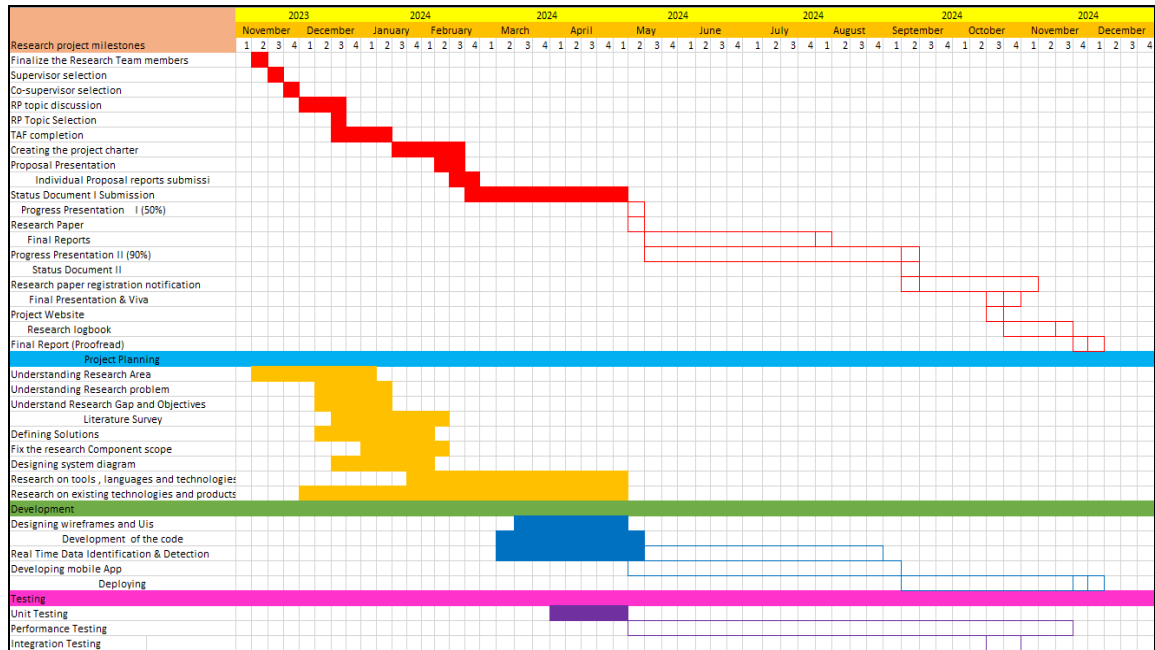 2023 2024 2024 2024 2024 2024 2024
November December January February March April May June July August September October November December
Research project milestones 1 2 3 4 1 2 3 4 1 2 3 4 1 2 3 4 1 2 3 4 1 2 3 4 1 2 3 4 1 2 3 4 1 2 3 4 1 2 3 4 1 2 3 4 1 2 3 4 1 2 3 4 1 2 3 4
Finalize the Research Team members
Supervisor selection
Co-supervisor selection
RP topic discussion
RP Topic Selection
TAF completion
Creating the project charter
Proposal Presentation
Individual Proposal reports submissi
Status Document I Submission
Progress Presentation I (50%)
Research Paper
Final Reports
Progress Presentation II (90%)
Status Document II
Research paper registration notification
Final Presentation & Viva
Project Website
Research logbook
Final Report (Proofread)
Project Planning
Understanding Research Area
Understanding Research problem
Understand Research Gap and Objectives
Literature Survey
Defining Solutions
Fix the research Component scope
Designing system diagram
Research on tools , languages and technologies
Research on existing technologies and products
Development
Designing wireframes and Uis
Development of the code
Real Time Data Identification & Detection
Developing mobile App
Deploying
Testing
Unit Testing
Performance Testing
Integration Testing